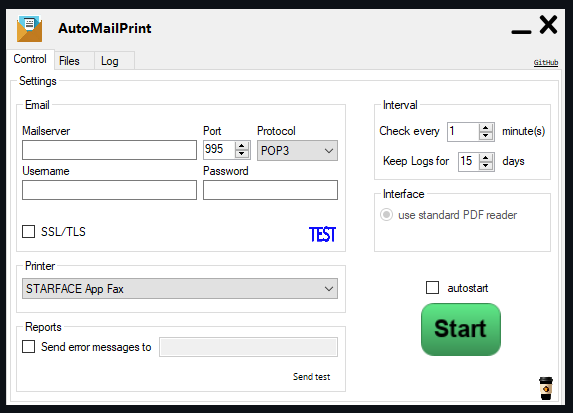 AutoMailPrint
Control Files Log GitHub
Settings
Email
Mailserver Port Protocol
995 POP3
Username Password
SSL/TLS TEST
Printer
STARFACE App Fax
Reports
Send error messages to
Send test
Interval
Check every 1 minute(s)
Keep Logs for 15 days
Interface
use standard PDF reader
autostart
Start